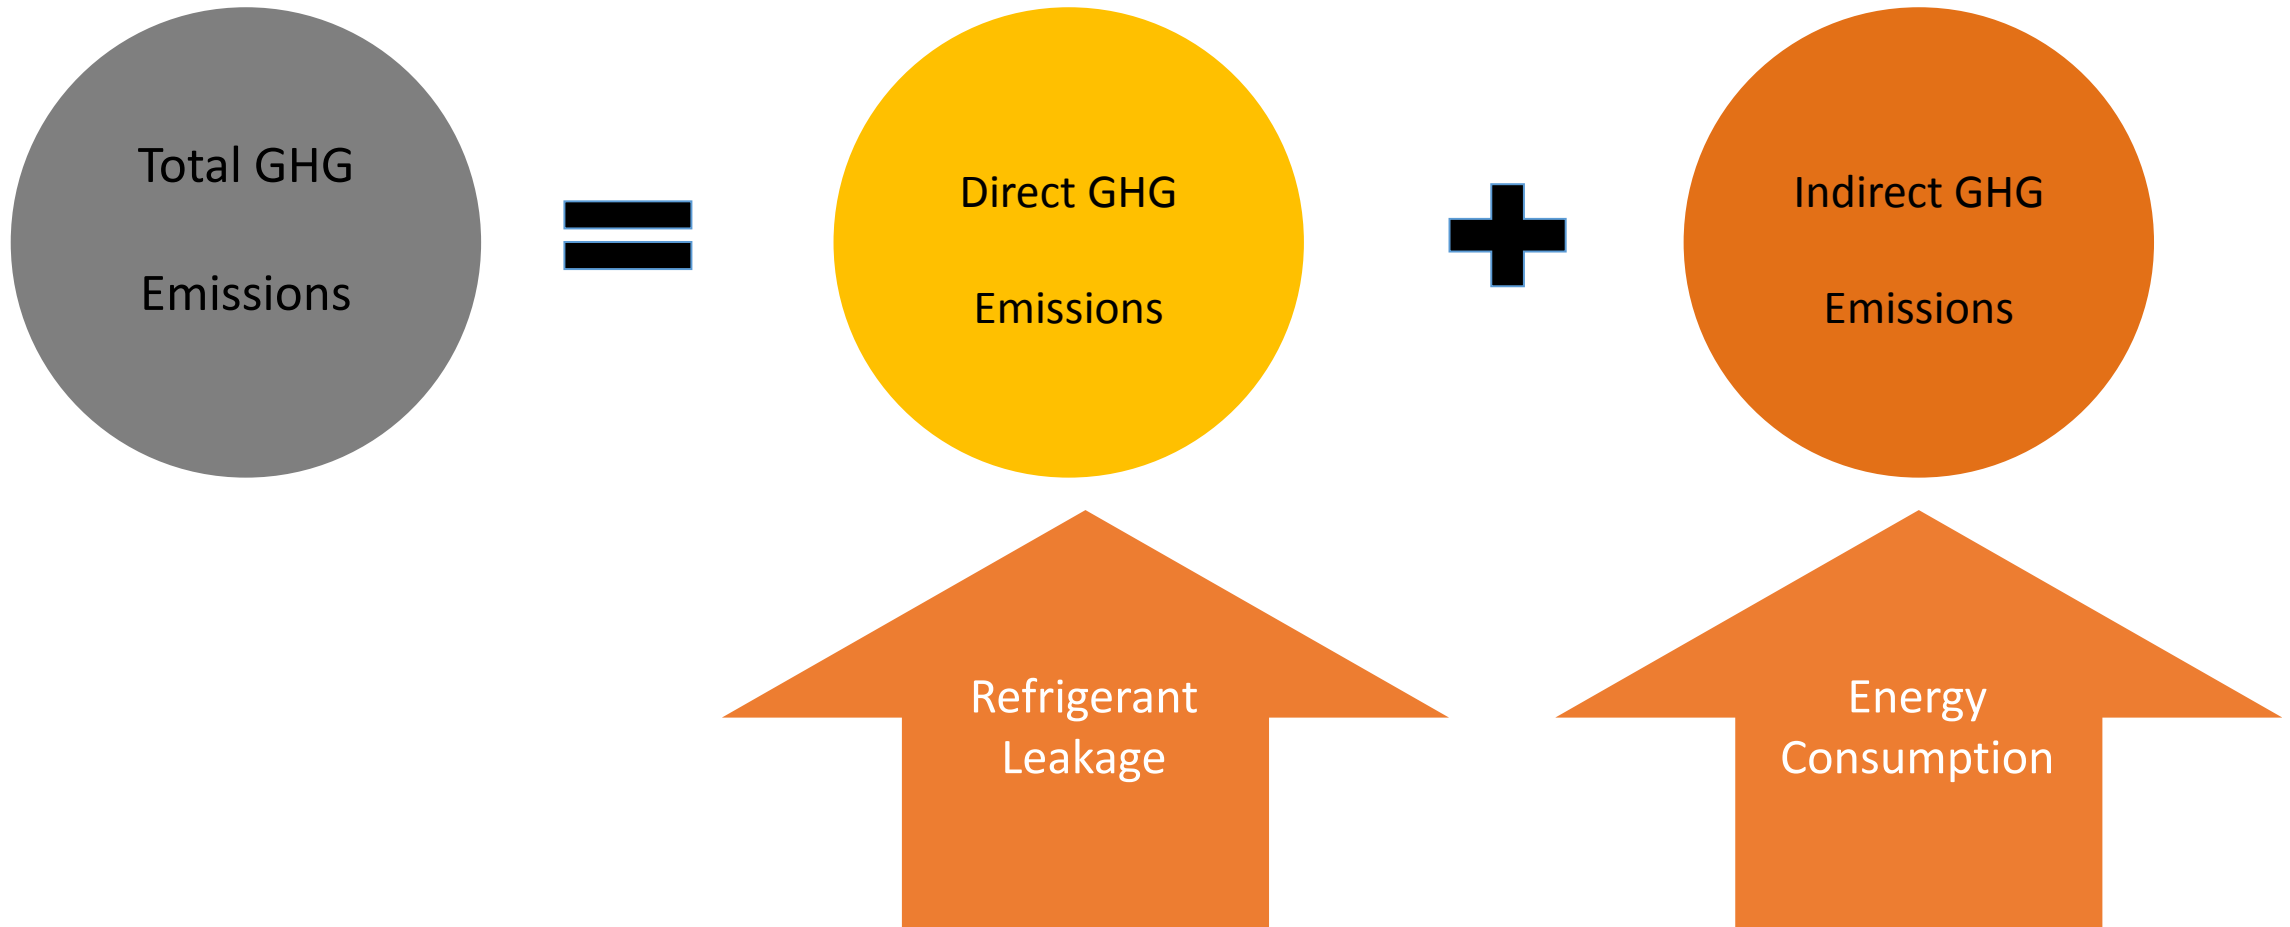 Total GHG
Emissions
Direct GHG
Emissions
Indirect GHG
Emissions
Refrigerant
Leakage
Energy
Consumption